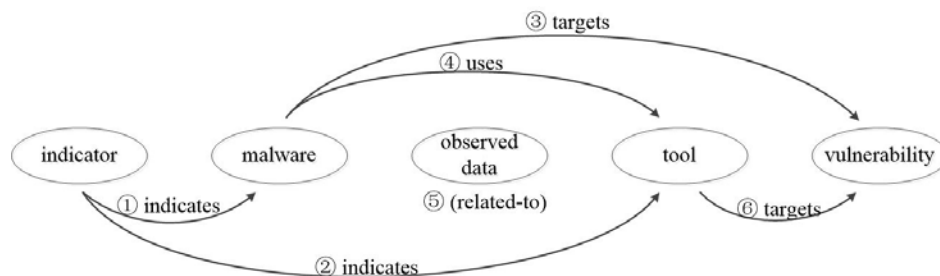 ③ targets
④ uses
indicator
malware
observed
data
tool
vulnerability
① indicates
⑤ (related-to)
⑥ targets
② indicates